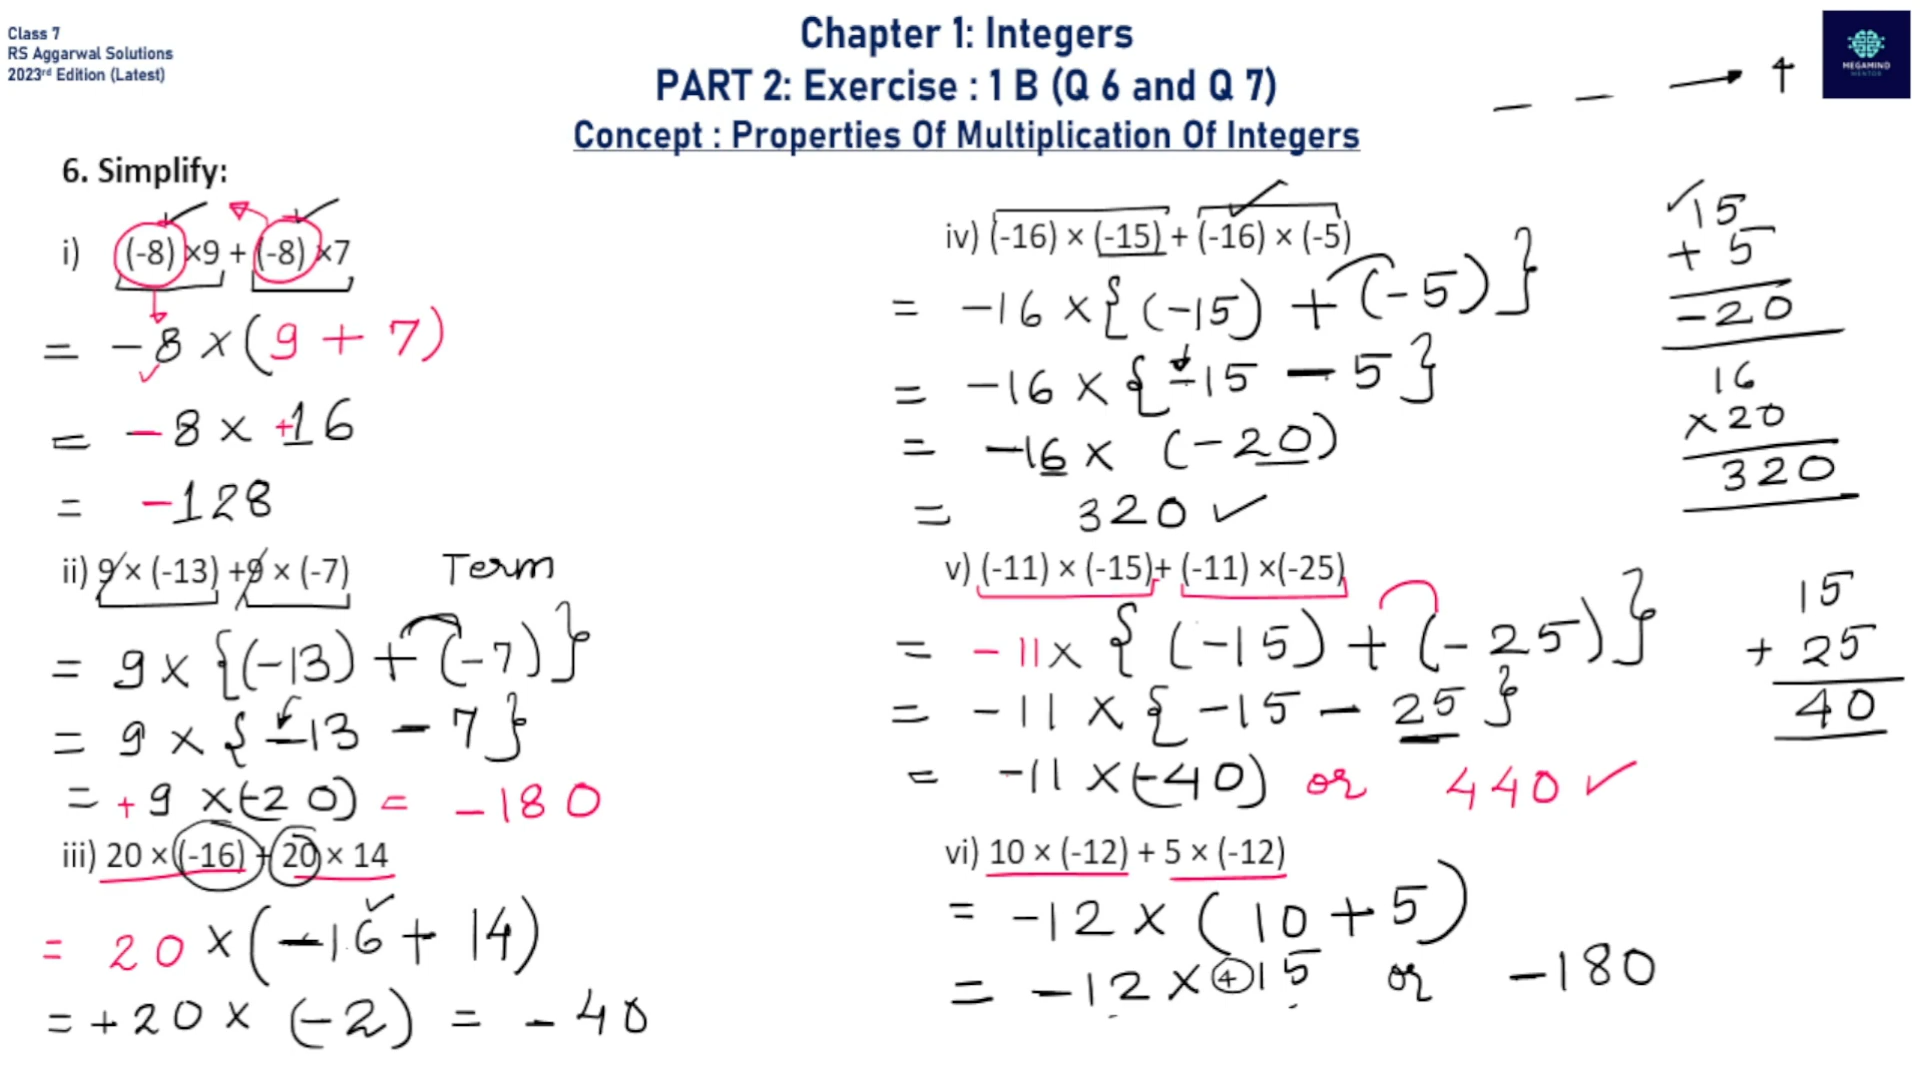 Class 7
RS Aggarwal Solutions
2023rd Edition (Latest)
Chapter 1: Integers
PART 2: Exercise : 1 B (Q 6 and Q 7)
Concept : Properties Of Multiplication Of Integers
MEGAMIND
MENTOR
6. Simplify:
i) (-8) ×9 + (-8) ×7
= -8 × (9 + 7)
= -8 × +16
= -128
ii) 9 × (-13) +9 × (-7)
Term
= 9 × {(-13) + (-7)}
= 9 × {-13 - 7}
= +9 × (-20) = -180
iii) 20 × (-16) + 20 × 14
= 20 × (-16 + 14)
= +20 × (-2) = -40
iv) (-16) × (-15) + (-16) × (-5)
= -16 × {(-15) + (-5)}
= -16 × {-15 - 5}
= -16 × (-20)
= 320 ✓
15
+ 5
-20
16
×20
320
v) (-11) × (-15)+ (-11) ×(-25)
= -11× {(-15) + (-25)}
= -11 × {-15 - 25}
= -11 × (-40) or 440 ✓
15
+ 25
40
vi) 10 × (-12) + 5 × (-12)
= -12 × (10 + 5)
= -12 × +15 or -180